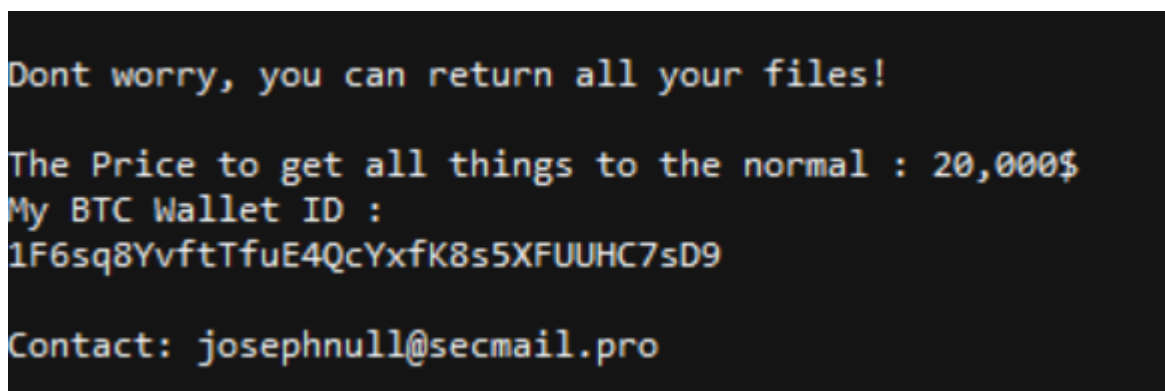 Dont worry, you can return all your files!
The Price to get all things to the normal : 20,000$
My BTC Wallet ID :
1F6sq8YvftTfuE4QcYxfK8s5XFUUHC7sD9
Contact: josephnull@secmail.pro